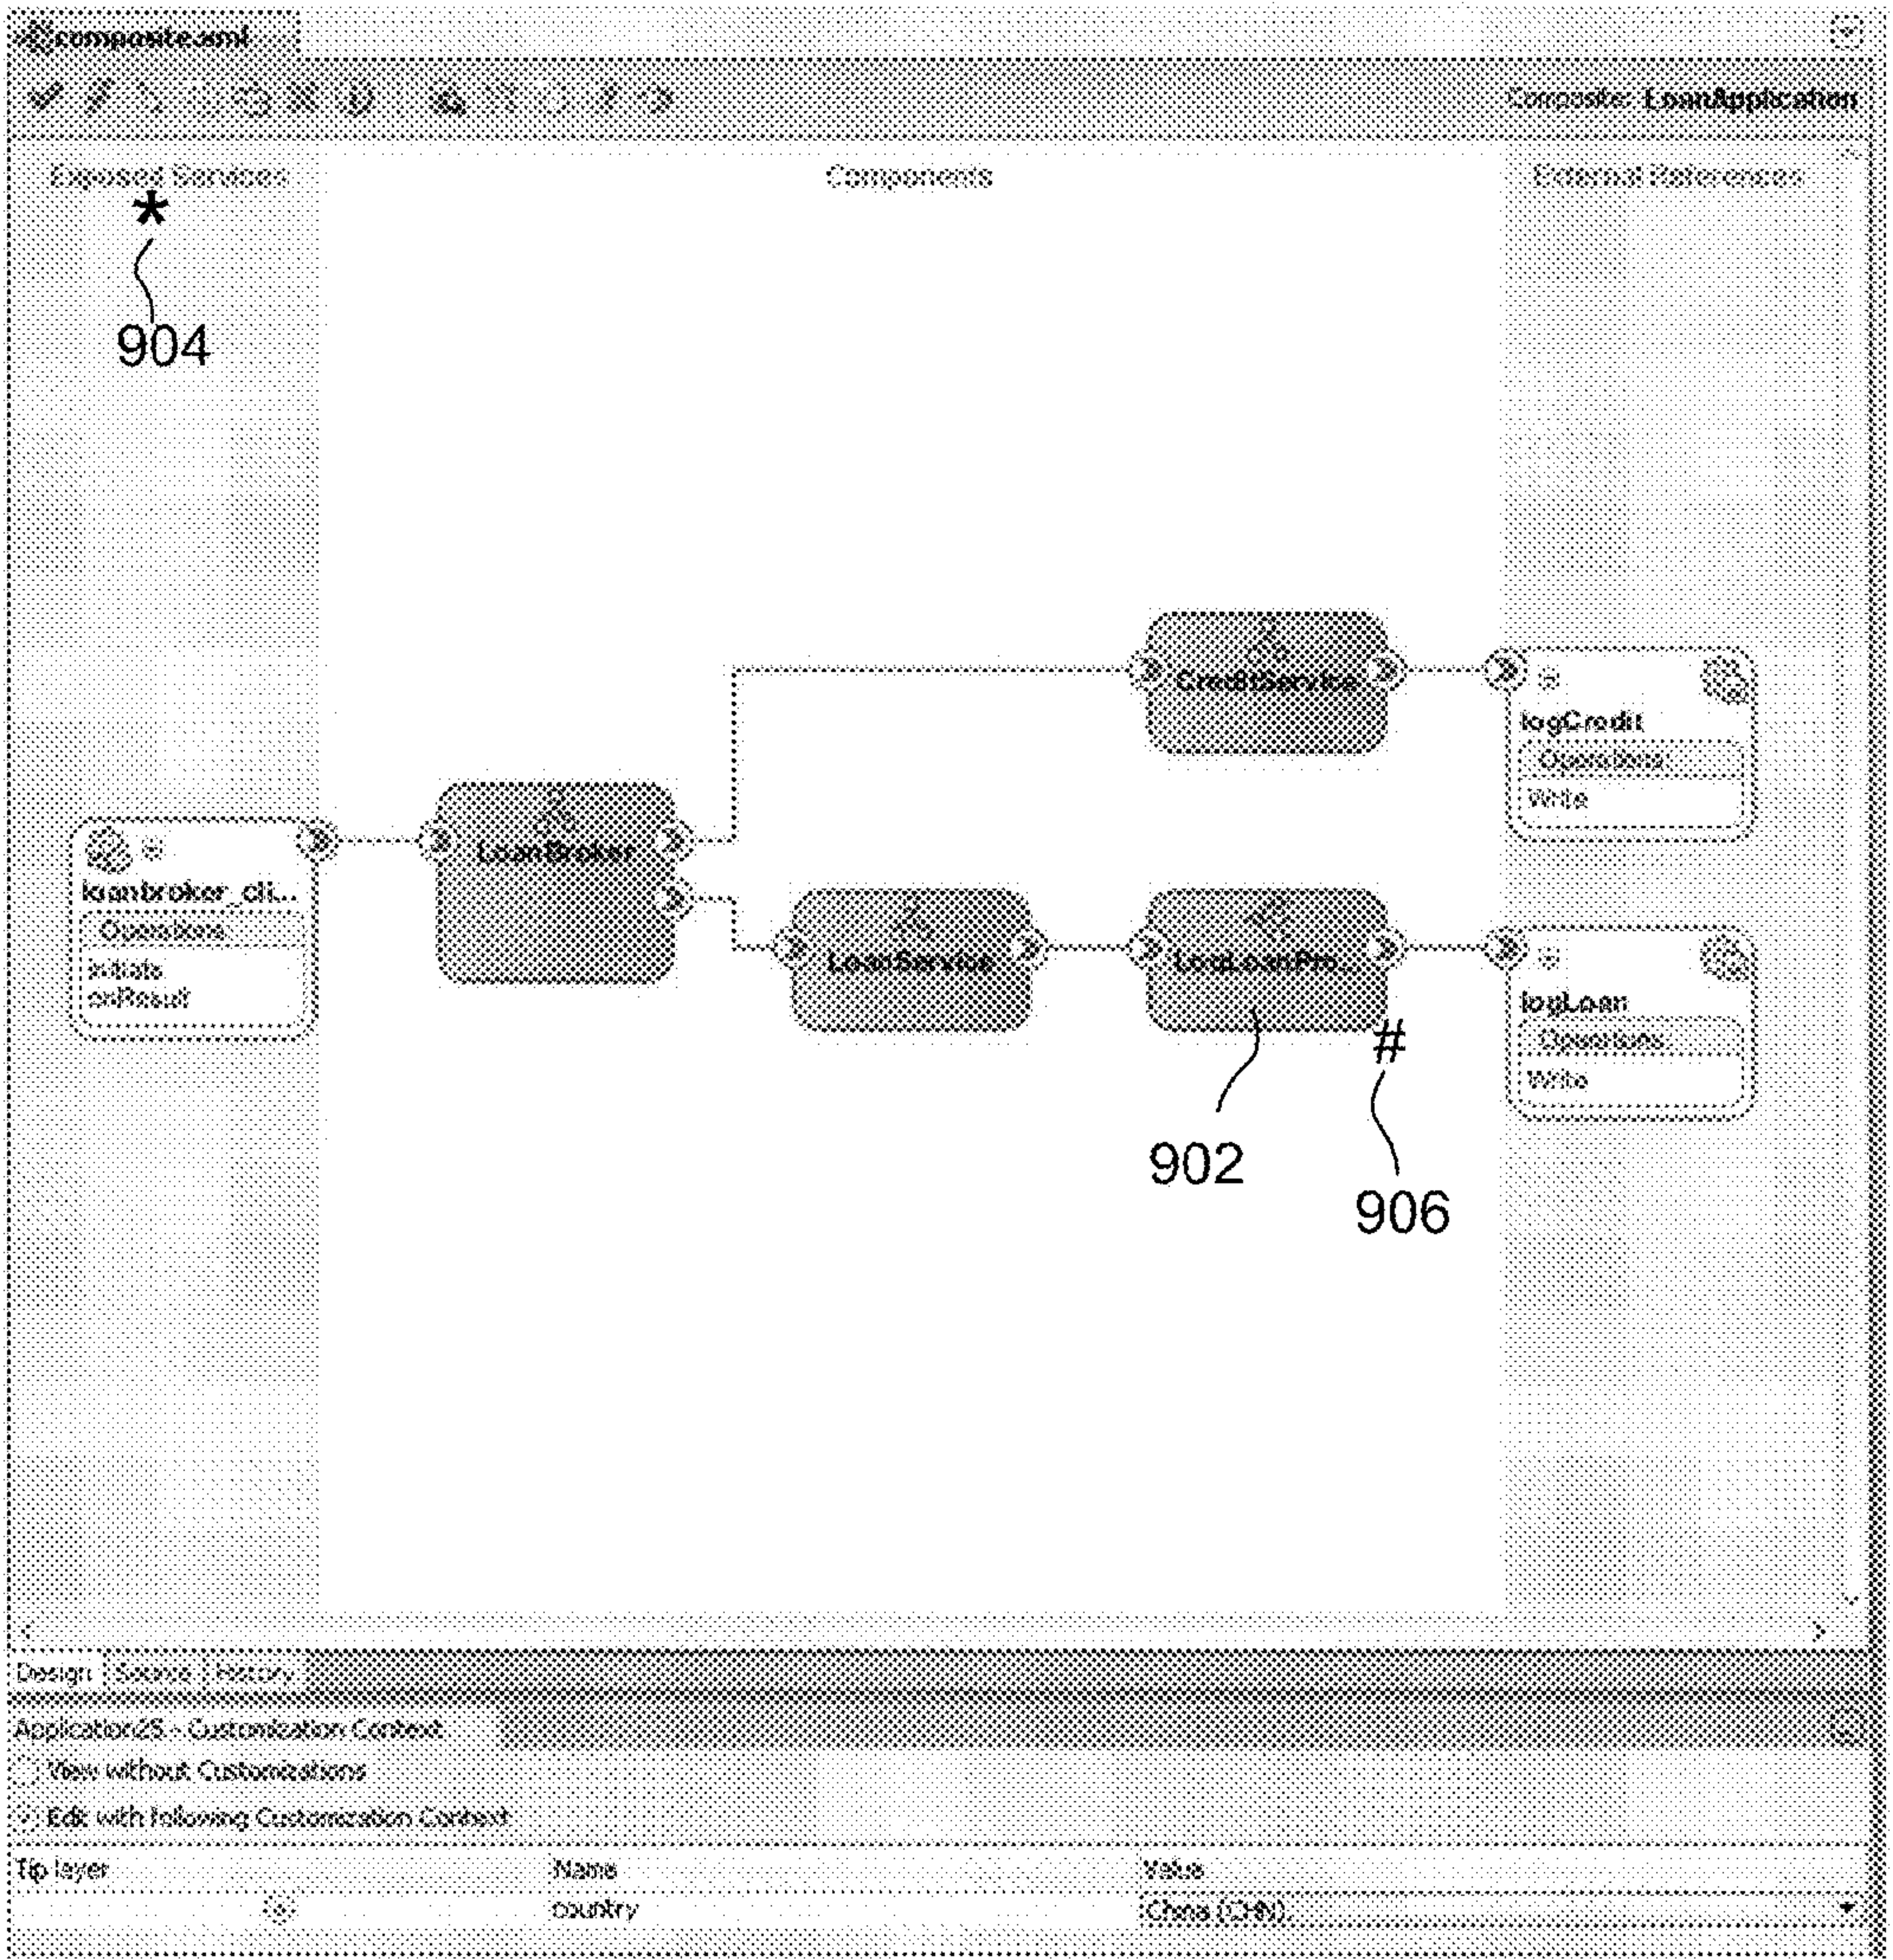 composite.xml
Composite: LoanApplication
Exposed Services
Components
External References
*
904
CreditService
logCredit
Operations
Write
LoanBroker
loanbroker_cli...
Operations
initiate
onResult
LoanService
LogLoanPro...
logLoan
Operations
Write
#
902
906
Design Source History
Application25 - Customization Context
View without Customizations
Edit with following Customization Context
Tip layer Name Value
country China (CHN)